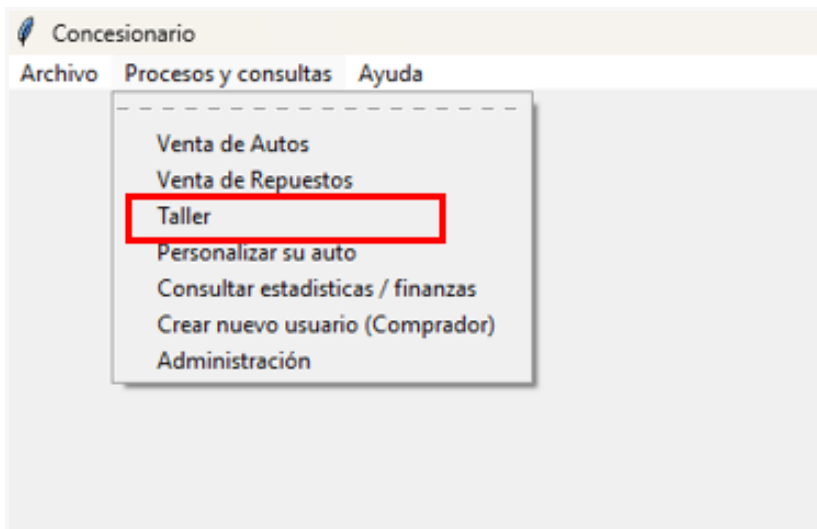 Concesionario
Archivo Procesos y consultas Ayuda
Venta de Autos
Venta de Repuestos
Taller
Personalizar su auto
Consultar estadisticas / finanzas
Crear nuevo usuario (Comprador)
Administración